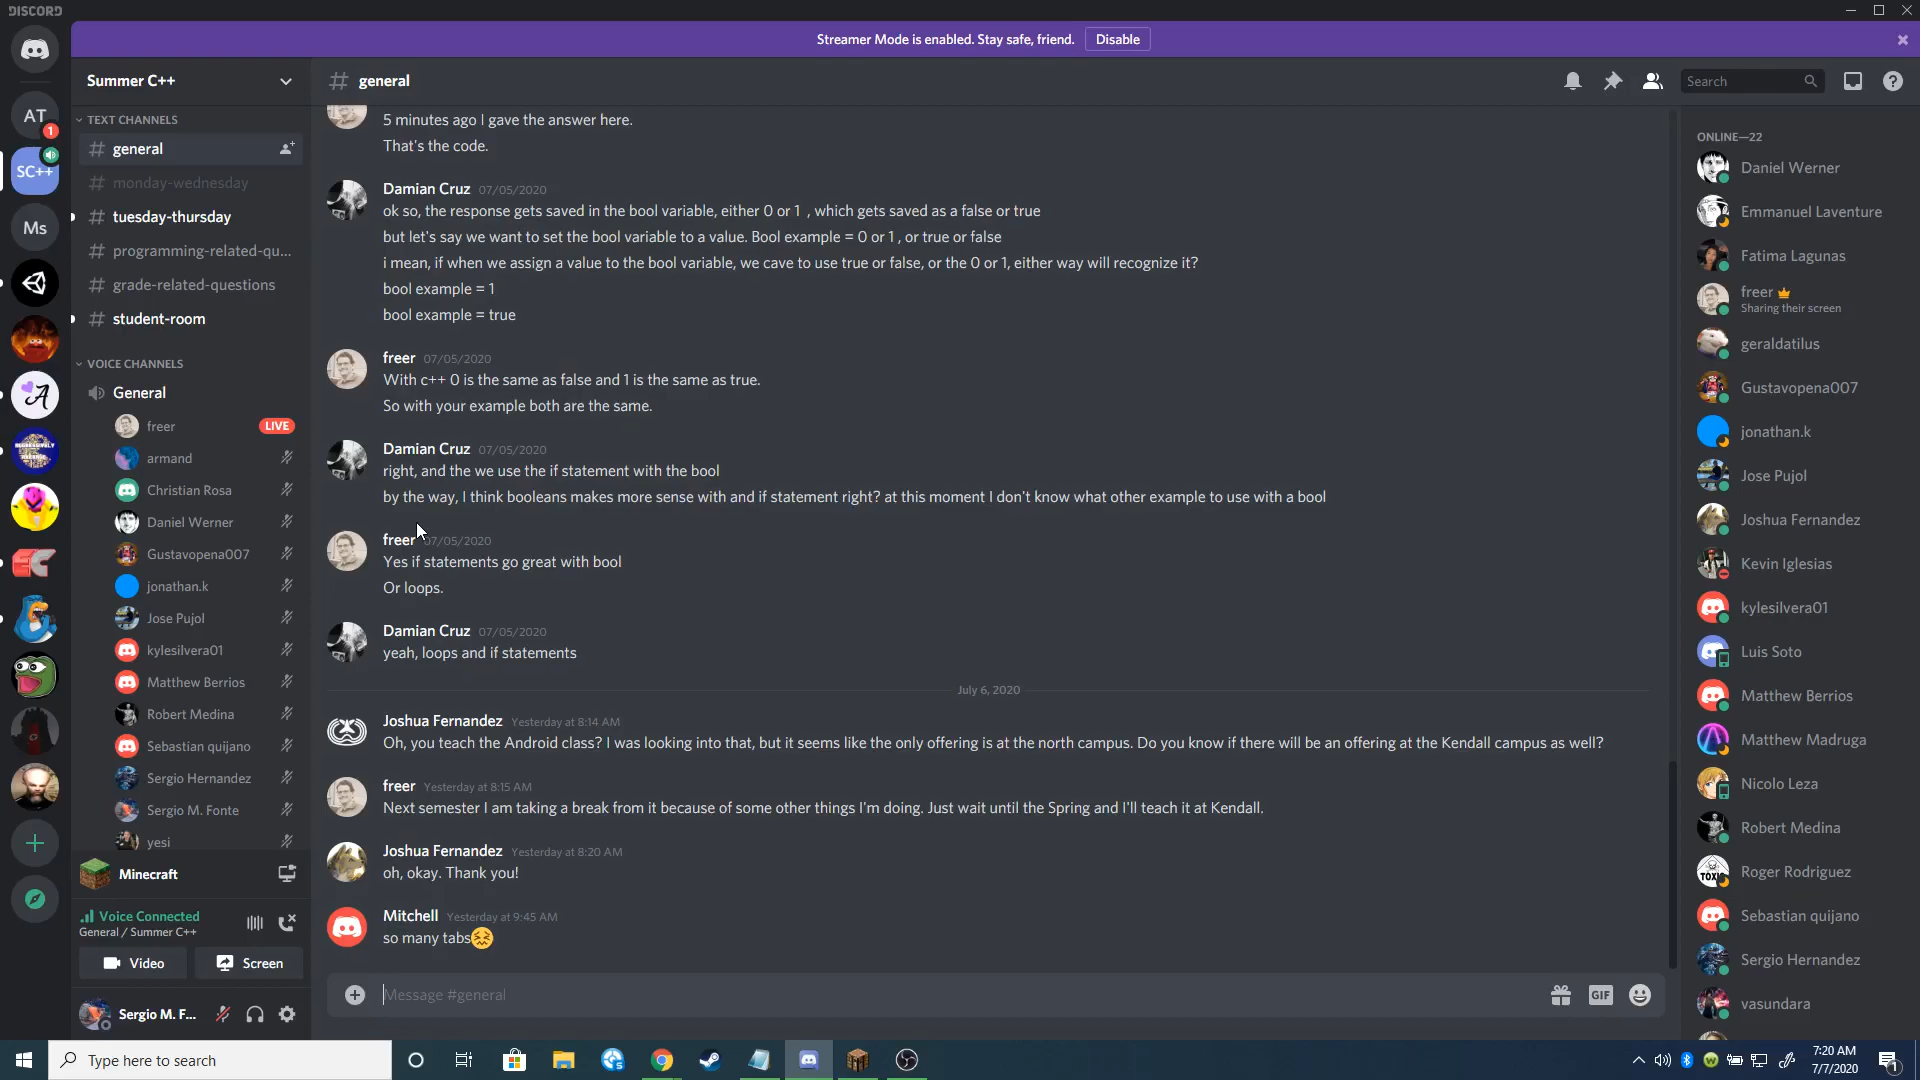 DISCORD
Streamer Mode is enabled. Stay safe, friend. Disable
Summer C++
general
Search
AT
1
SC++
Ms
TEXT CHANNELS
general
monday-wednesday
tuesday-thursday
programming-related-qu...
grade-related-questions
student-room
VOICE CHANNELS
General
freer LIVE
armand
Christian Rosa
Daniel Werner
Gustavopena007
jonathan.k
Jose Pujol
kylesilvera01
Matthew Berrios
Robert Medina
Sebastian quijano
Sergio Hernandez
Sergio M. Fonte
yesi
Minecraft
Voice Connected
General / Summer C++
Video Screen
Sergio M. F...
5 minutes ago I gave the answer here.
That's the code.
Damian Cruz 07/05/2020
ok so, the response gets saved in the bool variable, either 0 or 1 , which gets saved as a false or true
but let's say we want to set the bool variable to a value. Bool example = 0 or 1 , or true or false
i mean, if when we assign a value to the bool variable, we cave to use true or false, or the 0 or 1, either way will recognize it?
bool example = 1
bool example = true
freer 07/05/2020
With c++ 0 is the same as false and 1 is the same as true.
So with your example both are the same.
Damian Cruz 07/05/2020
right, and the we use the if statement with the bool
by the way, I think booleans makes more sense with and if statement right? at this moment I don't know what other example to use with a bool
freer 07/05/2020
Yes if statements go great with bool
Or loops.
Damian Cruz 07/05/2020
yeah, loops and if statements
July 6, 2020
Joshua Fernandez Yesterday at 8:14 AM
Oh, you teach the Android class? I was looking into that, but it seems like the only offering is at the north campus. Do you know if there will be an offering at the Kendall campus as well?
freer Yesterday at 8:15 AM
Next semester I am taking a break from it because of some other things I'm doing. Just wait until the Spring and I'll teach it at Kendall.
Joshua Fernandez Yesterday at 8:20 AM
oh, okay. Thank you!
Mitchell Yesterday at 9:45 AM
so many tabs😖
Message #general
GIF
ONLINE—22
Daniel Werner
Emmanuel Laventure
Fatima Lagunas
freer
Sharing their screen
geraldatilus
Gustavopena007
jonathan.k
Jose Pujol
Joshua Fernandez
Kevin Iglesias
kylesilvera01
Luis Soto
Matthew Berrios
Matthew Madruga
Nicolo Leza
Robert Medina
Roger Rodriguez
Sebastian quijano
Sergio Hernandez
vasundara
Type here to search
7:20 AM
7/7/2020
1